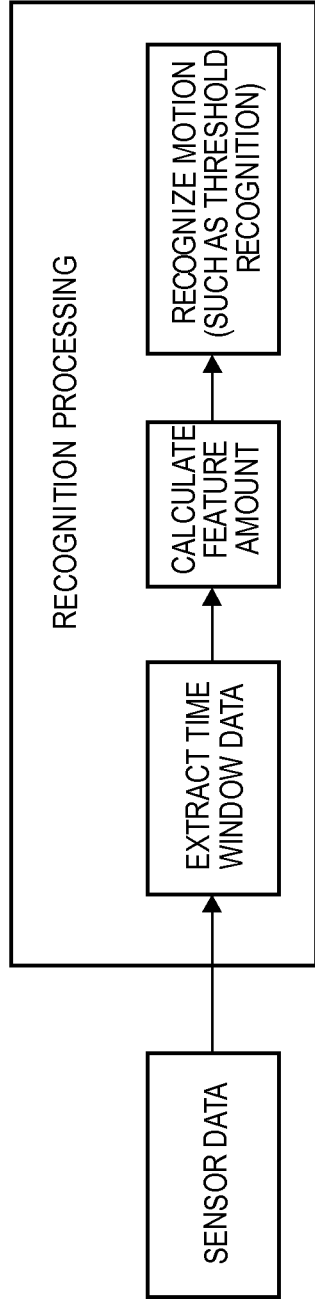 RECOGNITION PROCESSING
SENSOR DATA
EXTRACT TIME
WINDOW DATA
CALCULATE
FEATURE
AMOUNT
RECOGNIZE MOTION
(SUCH AS THRESHOLD
RECOGNITION)